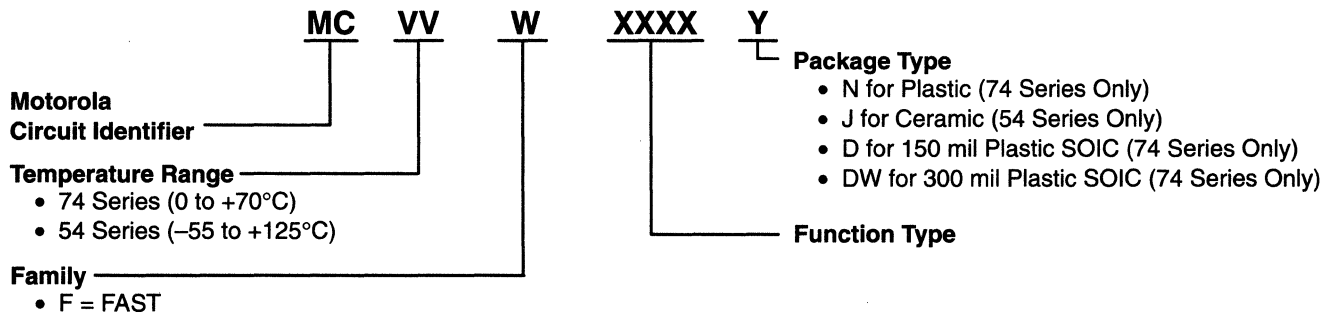 MC VV W XXXX Y
Motorola
Circuit Identifier
Temperature Range
• 74 Series (0 to +70°C)
• 54 Series (–55 to +125°C)
Family
• F = FAST
Package Type
• N for Plastic (74 Series Only)
• J for Ceramic (54 Series Only)
• D for 150 mil Plastic SOIC (74 Series Only)
• DW for 300 mil Plastic SOIC (74 Series Only)
Function Type